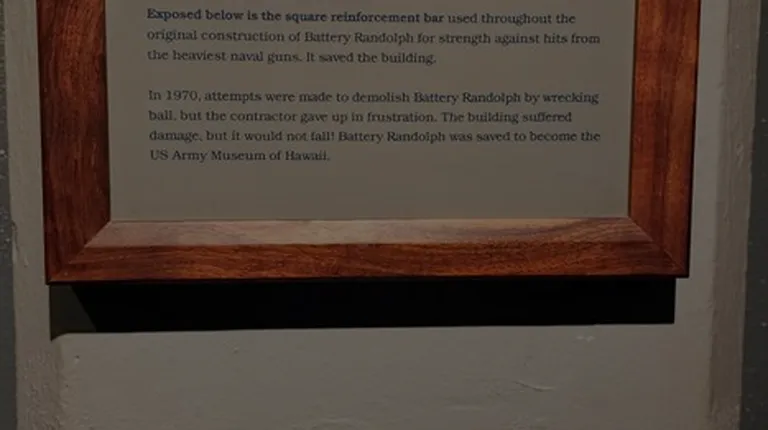 Exposed below is the square reinforcement bar used throughout the
original construction of Battery Randolph for strength against hits from
the heaviest naval guns. It saved the building.
In 1970, attempts were made to demolish Battery Randolph by wrecking
ball, but the contractor gave up in frustration. The building suffered
damage, but it would not fall! Battery Randolph was saved to become the
US Army Museum of Hawaii.